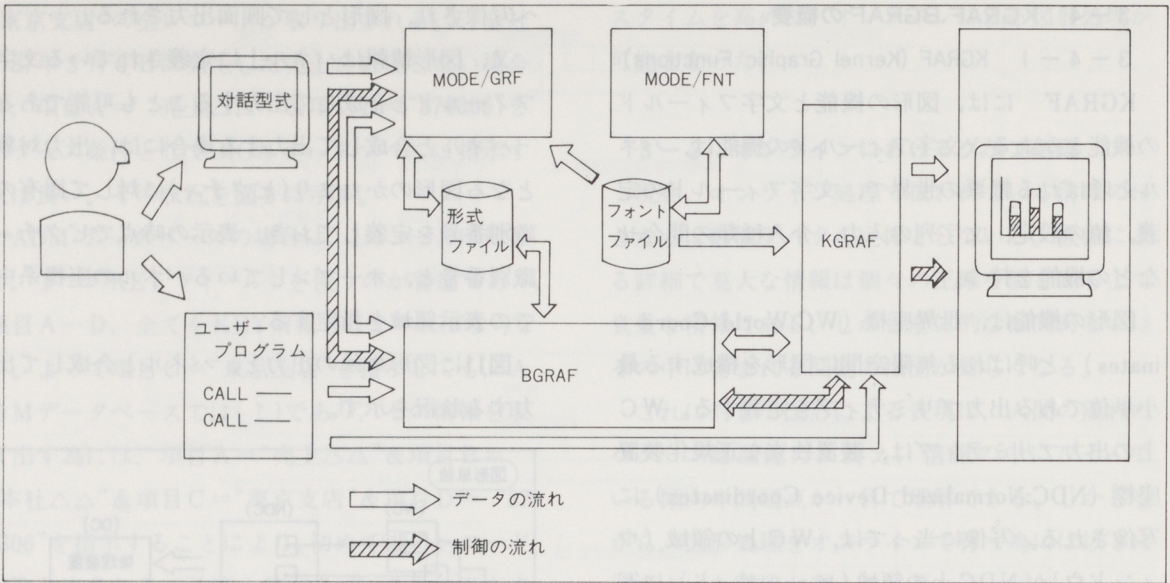 対話型式
MODE/GRF
MODE/FNT
形式
ファイル
フォント
ファイル
KGRAF
ユーザ
プログラム
CALL
CALL
BGRAF
データの流れ
制御の流れ